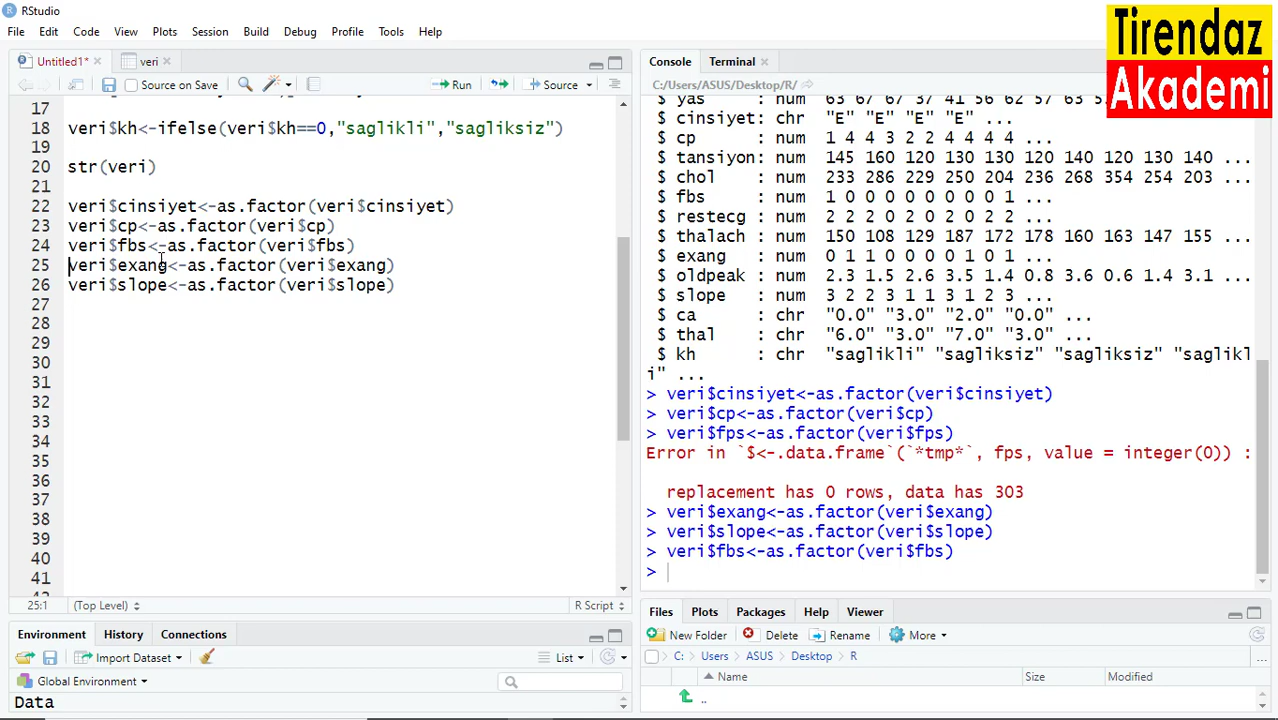 RStudio
File Edit Code View Plots Session Build Debug Profile Tools Help
Tirendaz
Akademi
Untitled1* veri
Source on Save Run Source
17
18 veri$kh<-ifelse(veri$kh==0,"saglikli","sagliksiz")
19
20 str(veri)
21
22 veri$cinsiyet<-as.factor(veri$cinsiyet)
23 veri$cp<-as.factor(veri$cp)
24 veri$fbs<-as.factor(veri$fbs)
25 veri$exang<-as.factor(veri$exang)
26 veri$slope<-as.factor(veri$slope)
27
28
29
30
31
32
33
34
35
36
37
38
39
40
41
25:1 (Top Level) R Script
Environment History Connections
Import Dataset List
Global Environment
Data
Console Terminal
C:/Users/ASUS/Desktop/R/
$ cinsiyet: chr "E" "E" "E" "E" ...
$ cp : num 1 4 4 3 2 2 4 4 4 4 ...
$ tansiyon: num 145 160 120 130 130 120 140 120 130 140 ...
$ chol : num 233 286 229 250 204 236 268 354 254 203 ...
$ fbs : num 1 0 0 0 0 0 0 0 0 1 ...
$ restecg : num 2 2 2 0 2 0 2 0 2 2 ...
$ thalach : num 150 108 129 187 172 178 160 163 147 155 ...
$ exang : num 0 1 1 0 0 0 0 1 0 1 ...
$ oldpeak : num 2.3 1.5 2.6 3.5 1.4 0.8 3.6 0.6 1.4 3.1 ...
$ slope : num 3 2 2 3 1 1 3 1 2 3 ...
$ ca : chr "0.0" "3.0" "2.0" "0.0" ...
$ thal : chr "6.0" "3.0" "7.0" "3.0" ...
$ kh : chr "saglikli" "sagliksiz" "sagliksiz" "saglikl
i" ...
> veri$cinsiyet<-as.factor(veri$cinsiyet)
> veri$cp<-as.factor(veri$cp)
> veri$fps<-as.factor(veri$fps)
Error in `$<-.data.frame`(`*tmp*`, fps, value = integer(0)) :
replacement has 0 rows, data has 303
> veri$exang<-as.factor(veri$exang)
> veri$slope<-as.factor(veri$slope)
> veri$fbs<-as.factor(veri$fbs)
>
Files Plots Packages Help Viewer
New Folder Delete Rename More
C: Users ASUS Desktop R ...
Name Size Modified
..